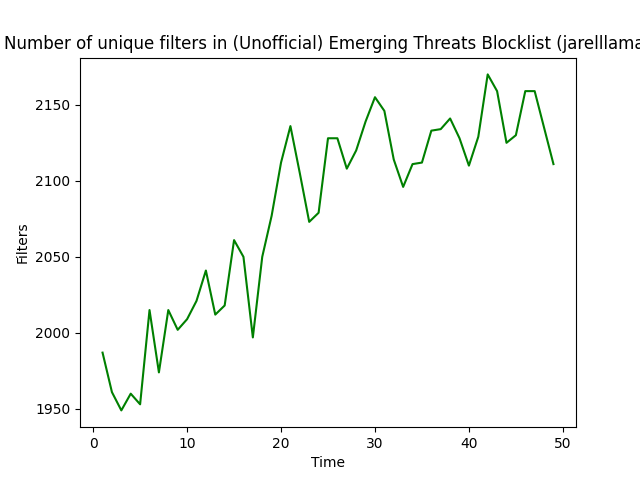 Number of unique filters in (Unofficial) Emerging Threats Blocklist (jarelllama
2150
2100
2050
2000
1950
Filters
0 10 20 30 40 50
Time